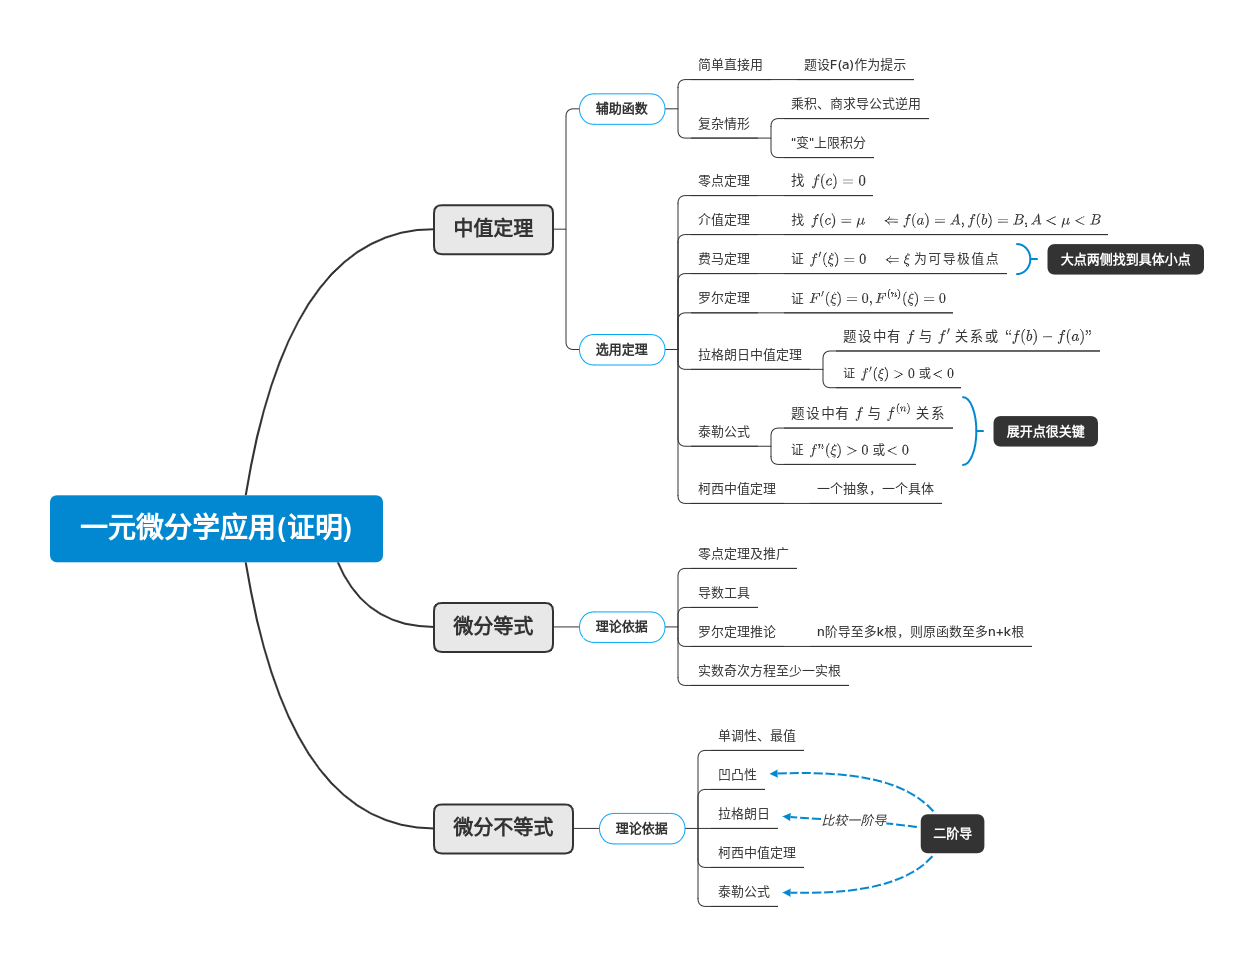 一元微分学应用(证明)
中值定理
辅助函数
简单直接用
题设F(a)作为提示
复杂情形
乘积、商求导公式逆用
"变"上限积分
选用定理
零点定理
找 f(c) = 0
介值定理
找 f(c) = μ ⇐ f(a) = A, f(b) = B, A < μ < B
费马定理
证 f′(ξ) = 0 ⇐ ξ 为可导极值点
大点两侧找到具体小点
罗尔定理
证 F′(ξ) = 0, F⁽ⁿ⁾(ξ) = 0
拉格朗日中值定理
题设中有 f 与 f′ 关系或 “f(b) − f(a)”
证 f′(ξ) > 0 或< 0
泰勒公式
题设中有 f 与 f⁽ⁿ⁾ 关系
证 fⁿ(ξ) > 0 或< 0
展开点很关键
柯西中值定理
一个抽象，一个具体
微分等式
理论依据
零点定理及推广
导数工具
罗尔定理推论
n阶导至多k根，则原函数至多n+k根
实数奇次方程至少一实根
微分不等式
理论依据
单调性、最值
凹凸性
拉格朗日
比较一阶导
二阶导
柯西中值定理
泰勒公式